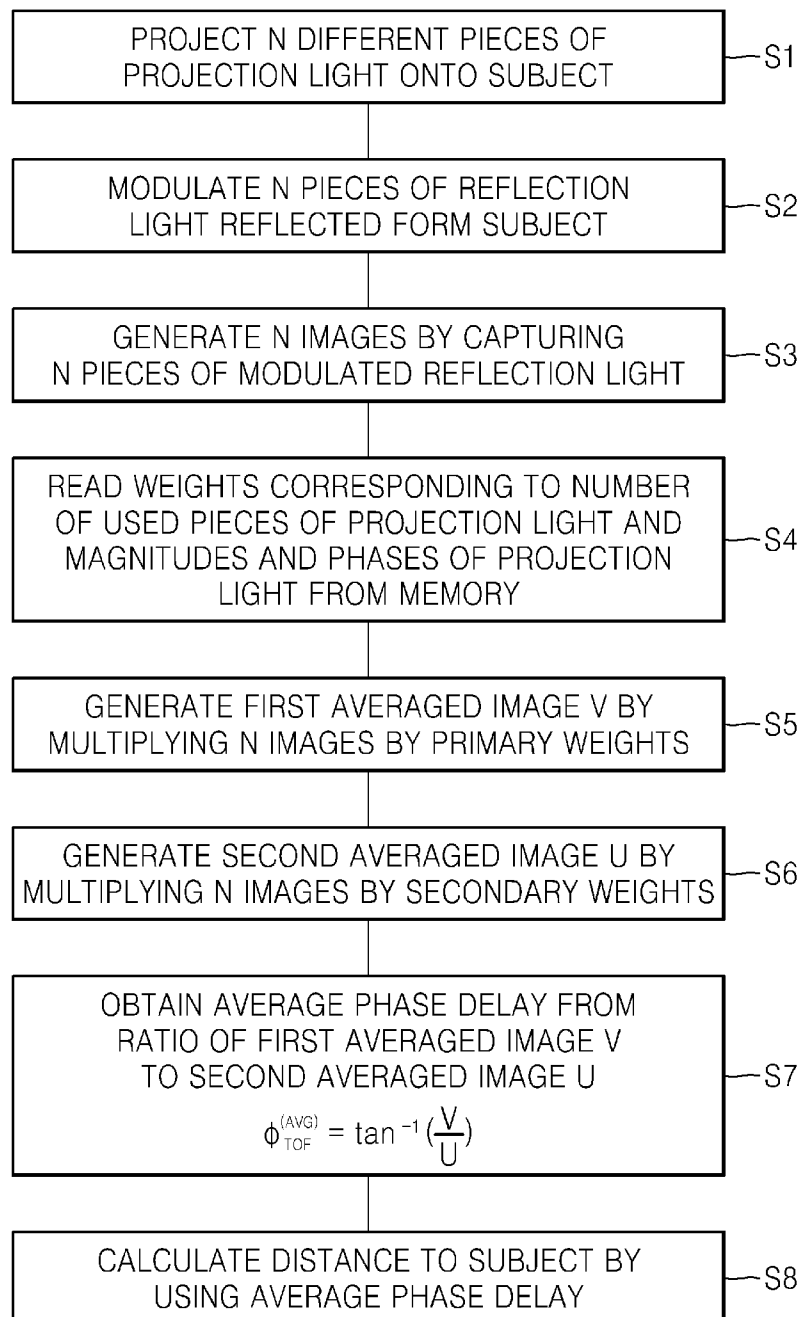 PROJECT N DIFFERENT PIECES OF
PROJECTION LIGHT ONTO SUBJECT
S1
MODULATE N PIECES OF REFLECTION
LIGHT REFLECTED FORM SUBJECT
S2
GENERATE N IMAGES BY CAPTURING
N PIECES OF MODULATED REFLECTION LIGHT
S3
READ WEIGHTS CORRESPONDING TO NUMBER
OF USED PIECES OF PROJECTION LIGHT AND
MAGNITUDES AND PHASES OF PROJECTION
LIGHT FROM MEMORY
S4
GENERATE FIRST AVERAGED IMAGE V BY
MULTIPLYING N IMAGES BY PRIMARY WEIGHTS
S5
GENERATE SECOND AVERAGED IMAGE U BY
MULTIPLYING N IMAGES BY SECONDARY WEIGHTS
S6
OBTAIN AVERAGE PHASE DELAY FROM
RATIO OF FIRST AVERAGED IMAGE V
TO SECOND AVERAGED IMAGE U
ϕ_TOF^(AVG) = tan⁻¹(V/U)
S7
CALCULATE DISTANCE TO SUBJECT BY
USING AVERAGE PHASE DELAY
S8